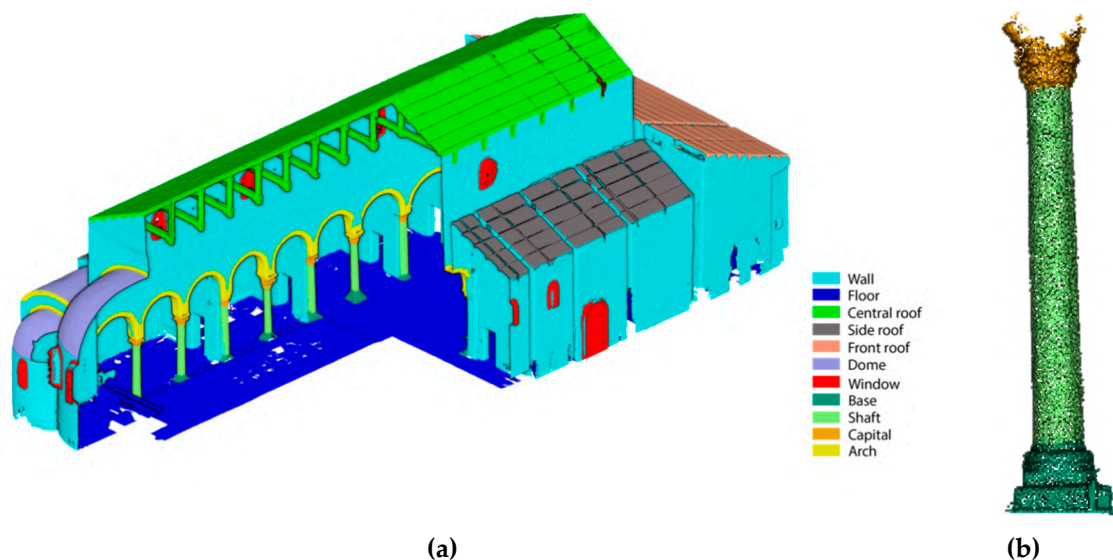 Wall
Floor
Central roof
Side roof
Front roof
Dome
Window
Base
Shaft
Capital
Arch
(a)
(b)